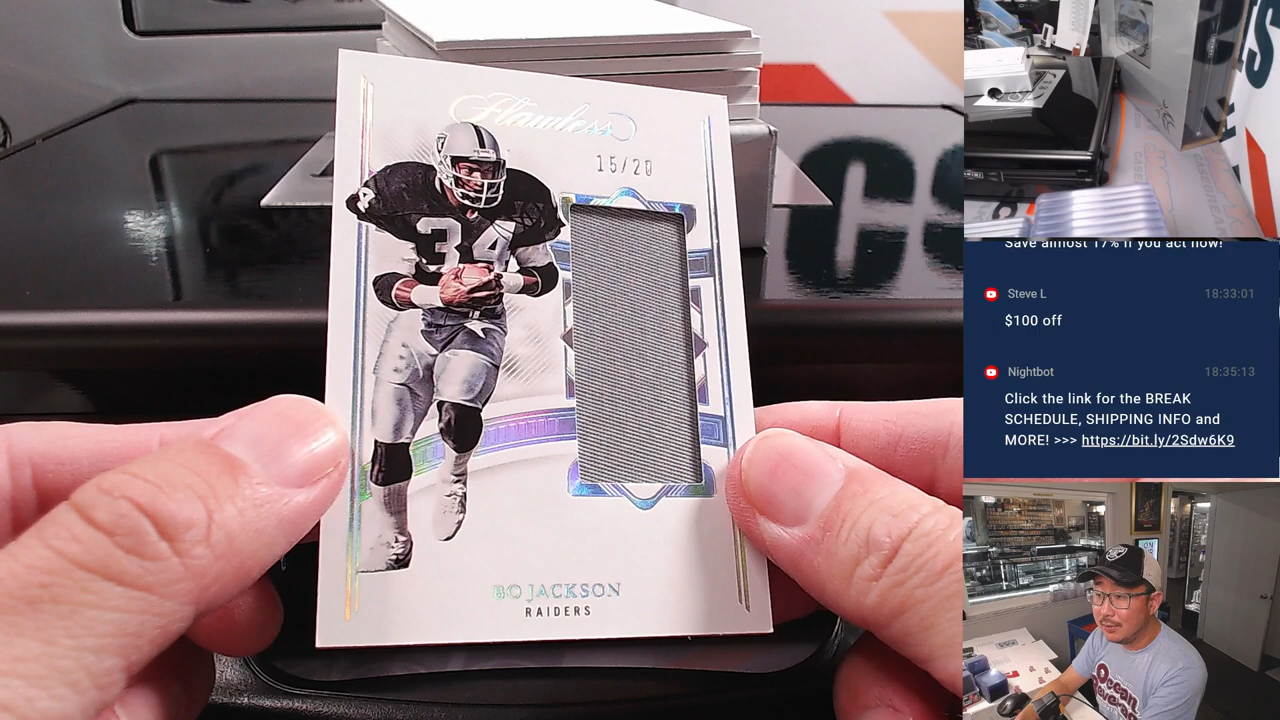 Flawless
15/20
34
BO JACKSON
RAIDERS
CS
Save almost 17% if you act now!
Steve L 18:33:01
$100 off
Nightbot 18:35:13
Click the link for the BREAK
SCHEDULE, SHIPPING INFO and
MORE! >>> https://bit.ly/2Sdw6K9
Ocean